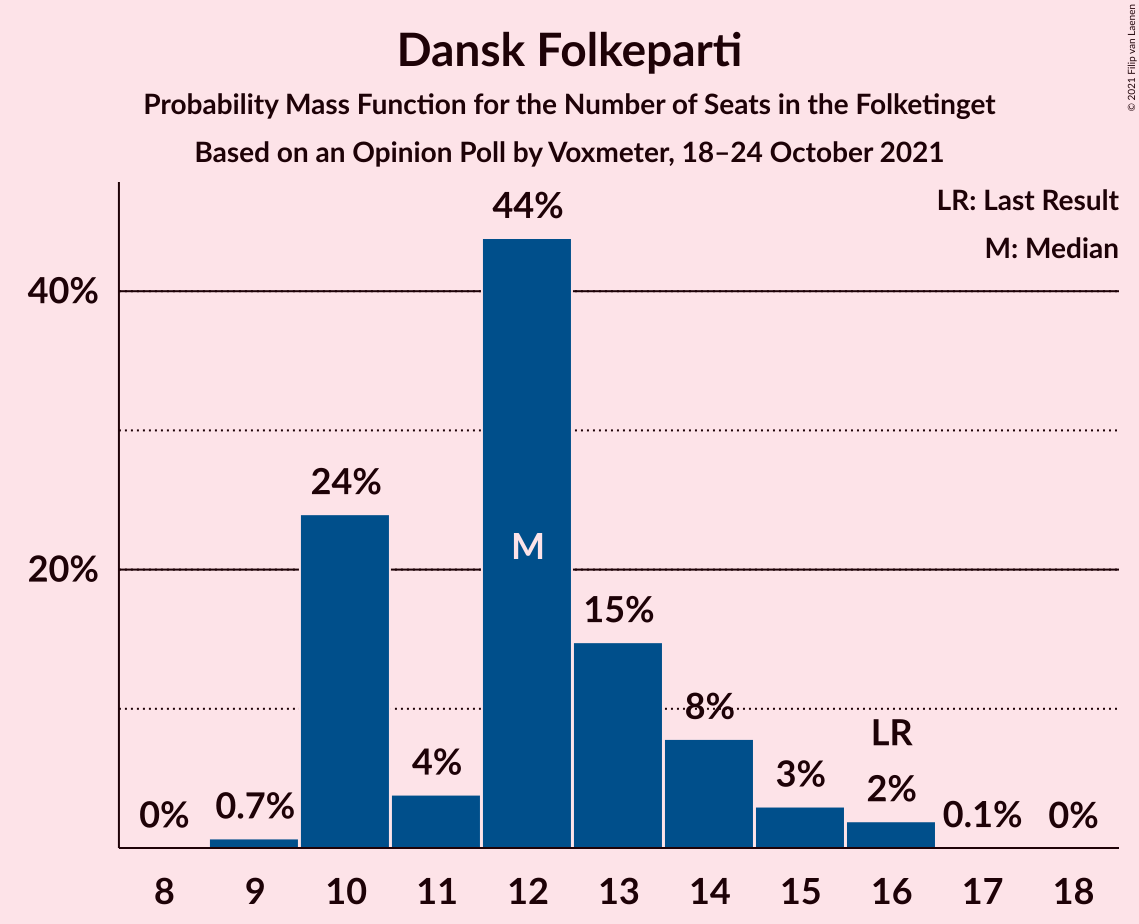 Dansk Folkeparti
Probability Mass Function for the Number of Seats in the Folketinget
Based on an Opinion Poll by Voxmeter, 18–24 October 2021
© 2021 Filip van Laenen
LR: Last Result
M: Median
44%
40%
24%
M
20%
15%
8%
LR
4%
3%
2%
0%
0.7%
0.1%
0%
8 9 10 11 12 13 14 15 16 17 18